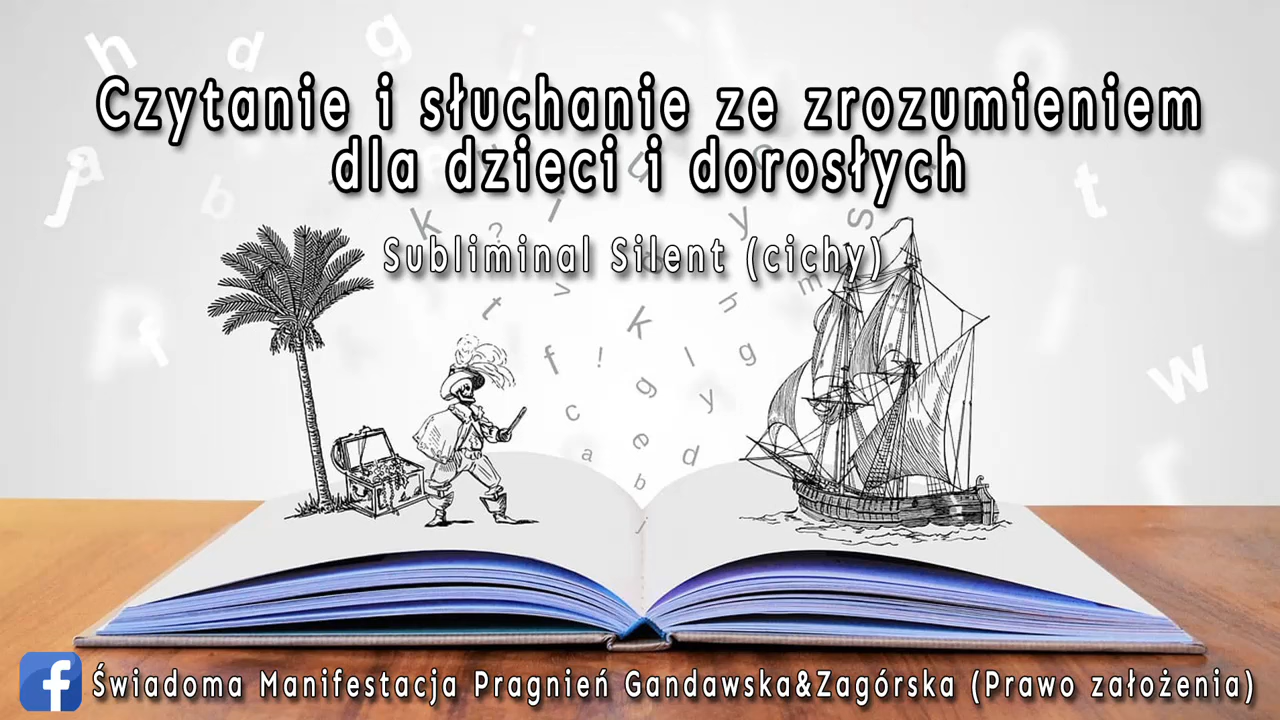 Czytanie i słuchanie ze zrozumieniem
dla dzieci i dorosłych
Subliminal Silent (cichy)
Świadoma Manifestacja Pragnień Gandawska&Zagórska (Prawo założenia)